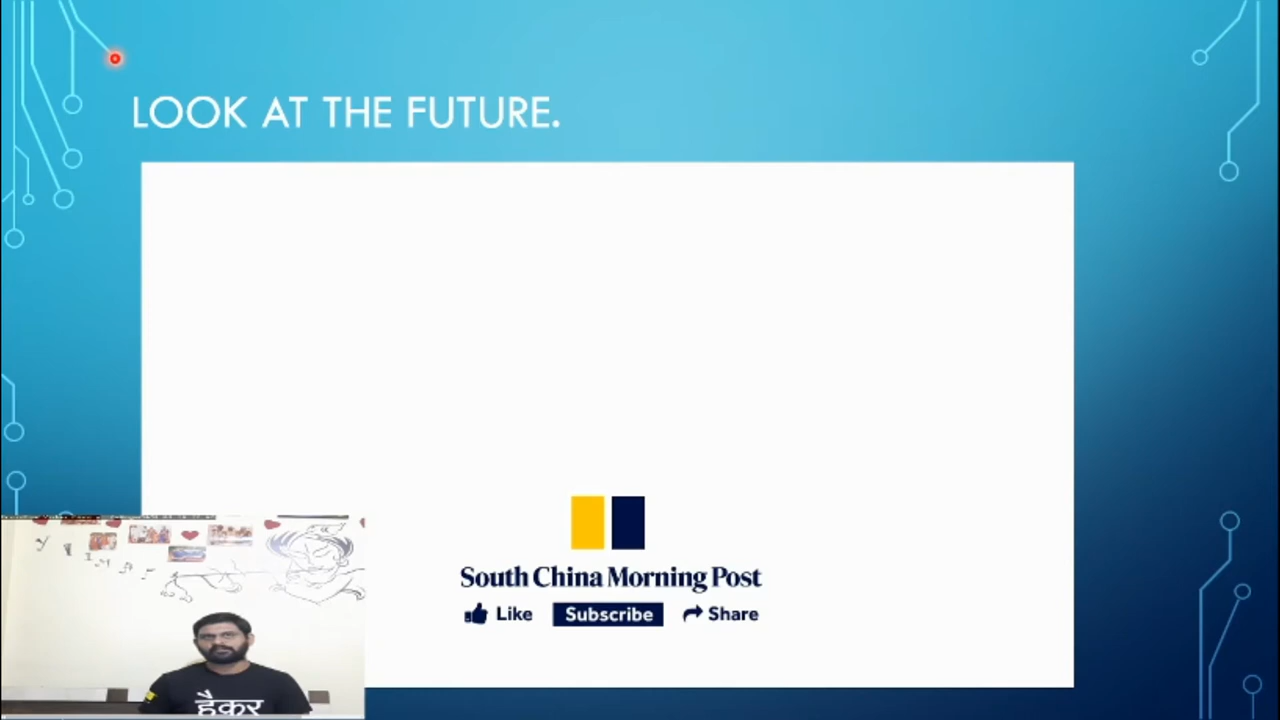 LOOK AT THE FUTURE.
South China Morning Post
Like Subscribe Share
हैकर